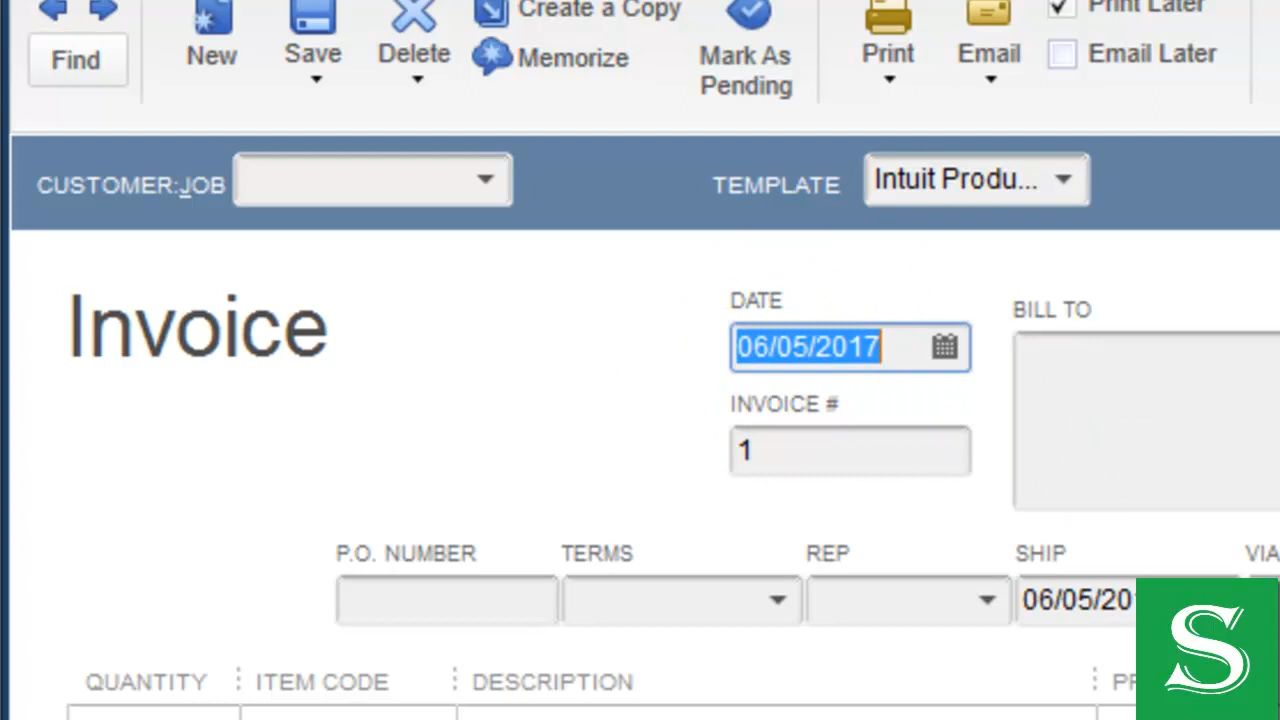 Create a Copy
Print Later
Find
New
Save
Delete
Memorize
Mark As
Pending
Print
Email
Email Later
CUSTOMER:JOB
TEMPLATE
Intuit Produ...
Invoice
DATE
06/05/2017
BILL TO
INVOICE #
1
P.O. NUMBER
TERMS
REP
SHIP
VIA
06/05/20
QUANTITY
ITEM CODE
DESCRIPTION
S